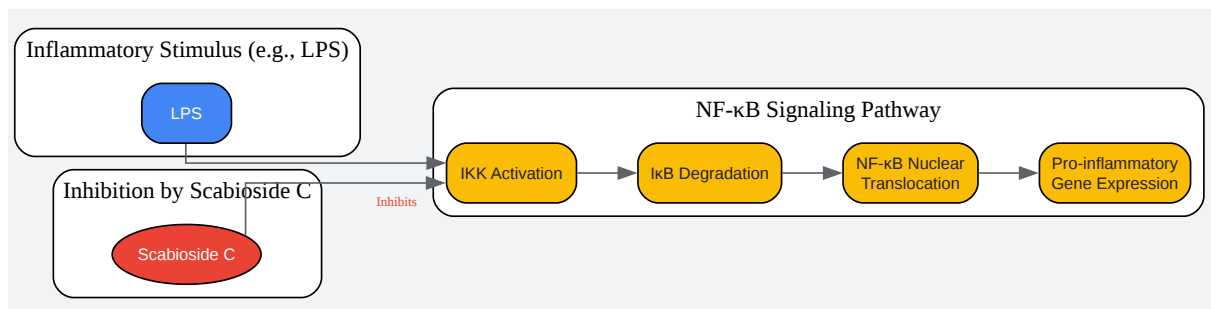 Inflammatory Stimulus (e.g., LPS)
LPS
Inhibition by Scabioside C
Scabioside C
Inhibits
NF-κB Signaling Pathway
IKK Activation
IκB Degradation
NF-κB Nuclear
Translocation
Pro-inflammatory
Gene Expression